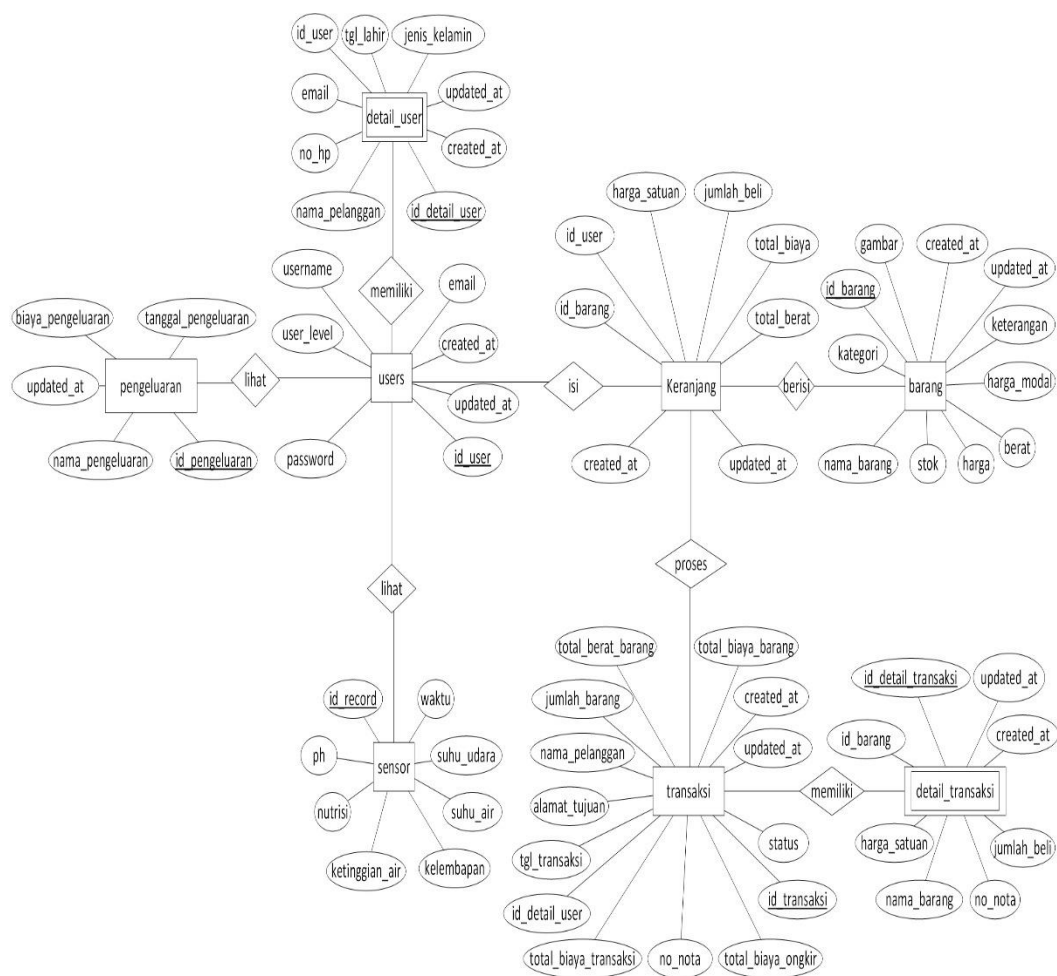 id_user
tgl_lahir
jenis_kelamin
email
updated_at
detail_user
no_hp
created_at
nama_pelanggan
id_detail_user
harga_satuan
jumlah_beli
id_user
total_biaya
gambar
created_at
username
memiliki
email
updated_at
id_barang
id_barang
total_berat
keterangan
biaya_pengeluaran
tanggal_pengeluaran
user_level
created_at
kategori
updated_at
pengeluaran
lihat
users
isi
Keranjang
berisi
barang
harga_modal
updated_at
nama_pengeluaran
id_pengeluaran
password
id_user
created_at
updated_at
nama_barang
stok
harga
berat
proses
lihat
total_berat_barang
total_biaya_barang
id_detail_transaksi
updated_at
id_record
waktu
jumlah_barang
created_at
id_barang
created_at
ph
sensor
suhu_udara
nama_pelanggan
updated_at
nutrisi
suhu_air
alamat_tujuan
transaksi
memiliki
detail_transaksi
ketinggian_air
kelembapan
tgl_transaksi
status
harga_satuan
jumlah_beli
id_detail_user
id_transaksi
nama_barang
no_nota
total_biaya_transaksi
no_nota
total_biaya_ongkir